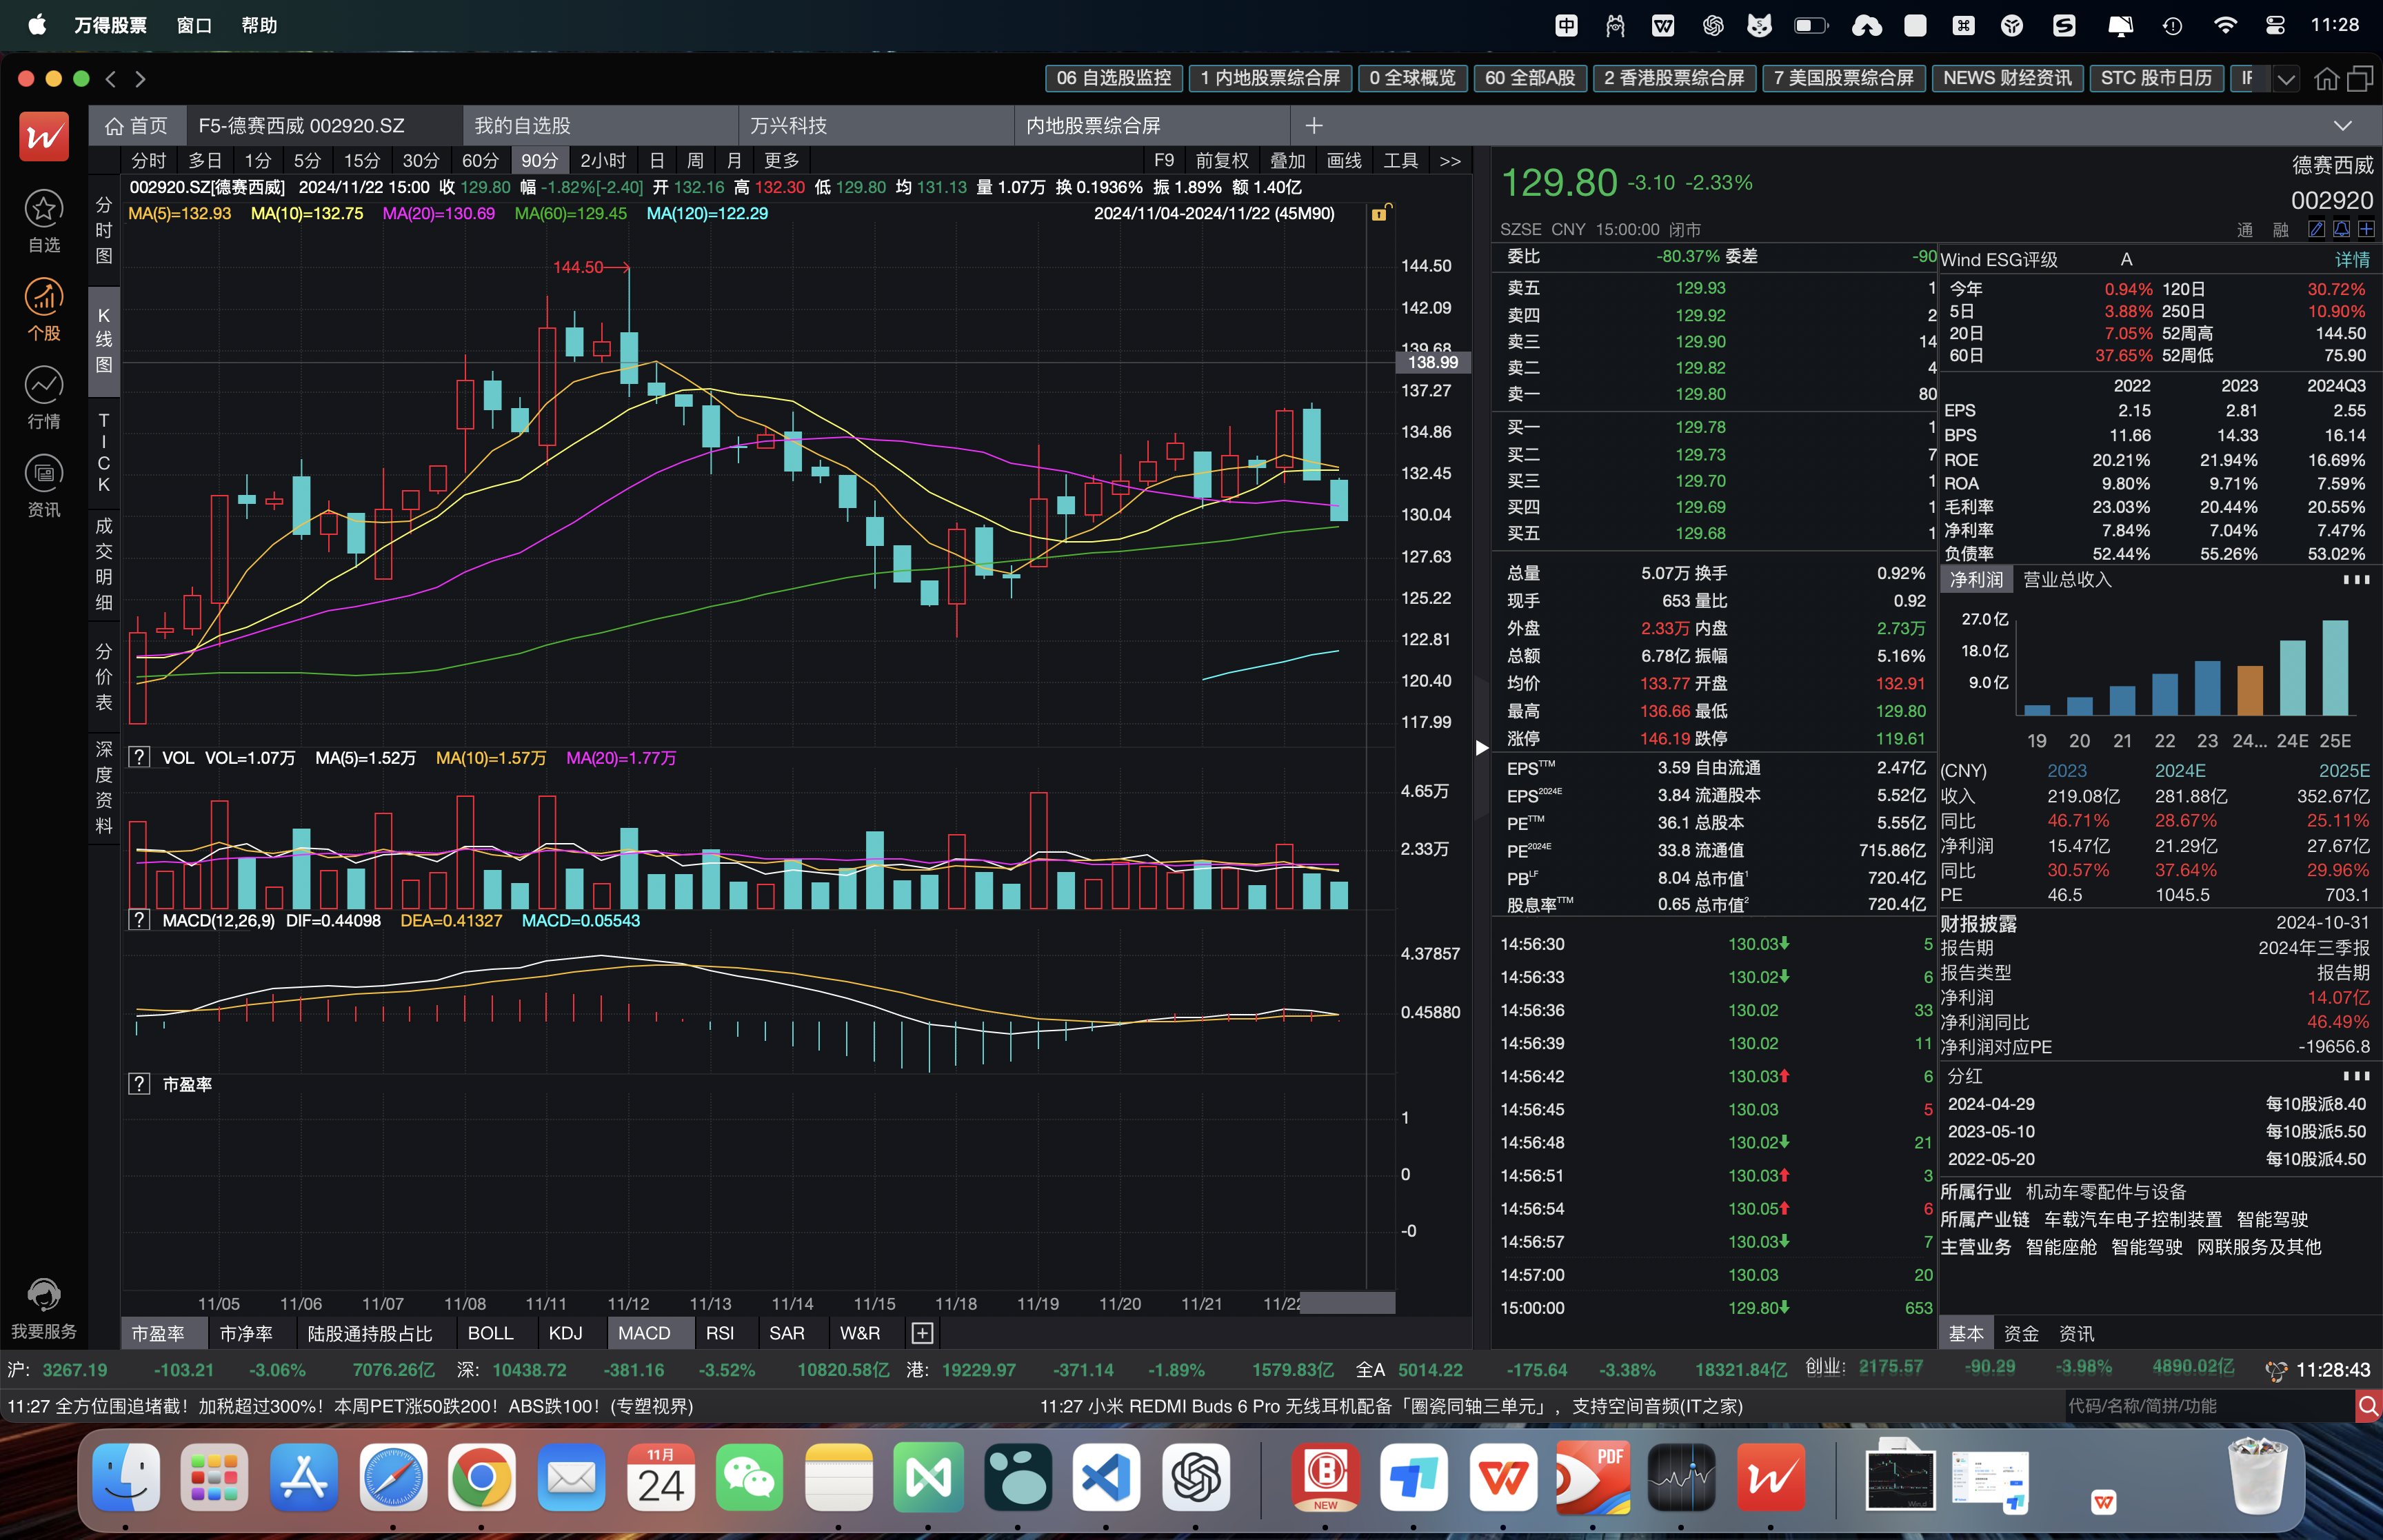 万得股票 窗口 帮助 11:28
06 自选股监控 1 内地股票综合屏 0 全球概览 60 全部A股 2 香港股票综合屏 7 美国股票综合屏 NEWS 财经资讯 STC 股市日历
首页 F5-德赛西威 002920.SZ 我的自选股 万兴科技 内地股票综合屏 +
自选
个股
行情
资讯
我要服务
分时图
K线图
TICK
成交明细
分价表
深度资料
分时 多日 1分 5分 15分 30分 60分 90分 2小时 日 周 月 更多 F9 前复权 叠加 画线 工具 >>
002920.SZ[德赛西威] 2024/11/22 15:00 收 129.80 幅 -1.82%[-2.40] 开 132.16 高 132.30 低 129.80 均 131.13 量 1.07万 换 0.1936% 振 1.89% 额 1.40亿
MA(5)=132.93 MA(10)=132.75 MA(20)=130.69 MA(60)=129.45 MA(120)=122.29 2024/11/04-2024/11/22 (45M90)
144.50
144.50
142.09
139.68
138.99
137.27
134.86
132.45
130.04
127.63
125.22
122.81
120.40
117.99
? VOL VOL=1.07万 MA(5)=1.52万 MA(10)=1.57万 MA(20)=1.77万
4.65万
2.33万
? MACD(12,26,9) DIF=0.44098 DEA=0.41327 MACD=0.05543
4.37857
0.45880
? 市盈率
1
0
-0
11/05 11/06 11/07 11/08 11/11 11/12 11/13 11/14 11/15 11/18 11/19 11/20 11/21 11/22
市盈率 市净率 陆股通持股占比 BOLL KDJ MACD RSI SAR W&R
129.80 -3.10 -2.33% 德赛西威
002920
SZSE CNY 15:00:00 闭市 通 融
委比 -80.37% 委差 -90
卖五 129.93 1
卖四 129.92 2
卖三 129.90 14
卖二 129.82 4
卖一 129.80 80
买一 129.78 1
买二 129.73 7
买三 129.70 1
买四 129.69 1
买五 129.68 1
总量 5.07万 换手 0.92%
现手 653 量比 0.92
外盘 2.33万 内盘 2.73万
总额 6.78亿 振幅 5.16%
均价 133.77 开盘 132.91
最高 136.66 最低 129.80
涨停 146.19 跌停 119.61
EPSTTM 3.59 自由流通 2.47亿
EPS2024E 3.84 流通股本 5.52亿
PETTM 36.1 总股本 5.55亿
PE2024E 33.8 流通值 715.86亿
PBLF 8.04 总市值1 720.4亿
股息率TTM 0.65 总市值2 720.4亿
14:56:30 130.03 5
14:56:33 130.02 6
14:56:36 130.02 33
14:56:39 130.02 11
14:56:42 130.03 6
14:56:45 130.03 5
14:56:48 130.02 21
14:56:51 130.03 3
14:56:54 130.05 6
14:56:57 130.03 7
14:57:00 130.03 20
15:00:00 129.80 653
Wind ESG评级 A 详情
今年 0.94% 120日 30.72%
5日 3.88% 250日 10.90%
20日 7.05% 52周高 144.50
60日 37.65% 52周低 75.90
2022 2023 2024Q3
EPS 2.15 2.81 2.55
BPS 11.66 14.33 16.14
ROE 20.21% 21.94% 16.69%
ROA 9.80% 9.71% 7.59%
毛利率 23.03% 20.44% 20.55%
净利率 7.84% 7.04% 7.47%
负债率 52.44% 55.26% 53.02%
净利润 营业总收入
27.0亿
18.0亿
9.0亿
19 20 21 22 23 24... 24E 25E
(CNY) 2023 2024E 2025E
收入 219.08亿 281.88亿 352.67亿
同比 46.71% 28.67% 25.11%
净利润 15.47亿 21.29亿 27.67亿
同比 30.57% 37.64% 29.96%
PE 46.5 1045.5 703.1
财报披露 2024-10-31
报告期 2024年三季报
报告类型 报告期
净利润 14.07亿
净利润同比 46.49%
净利润对应PE -19656.8
分红
2024-04-29 每10股派8.40
2023-05-10 每10股派5.50
2022-05-20 每10股派4.50
所属行业 机动车零配件与设备
所属产业链 车载汽车电子控制装置 智能驾驶
主营业务 智能座舱 智能驾驶 网联服务及其他
基本 资金 资讯
沪: 3267.19 -103.21 -3.06% 7076.26亿 深: 10438.72 -381.16 -3.52% 10820.58亿 港: 19229.97 -371.14 -1.89% 1579.83亿 全A 5014.22 -175.64 -3.38% 18321.84亿 创业: 2175.57 -90.29 -3.98% 4890.02亿 11:28:43
11:27 全方位围追堵截！加税超过300%！本周PET涨50跌200！ABS跌100！(专塑视界) 11:27 小米 REDMI Buds 6 Pro 无线耳机配备「圈瓷同轴三单元」，支持空间音频(IT之家) 代码/名称/简拼/功能
11月
24
NEW
PDF